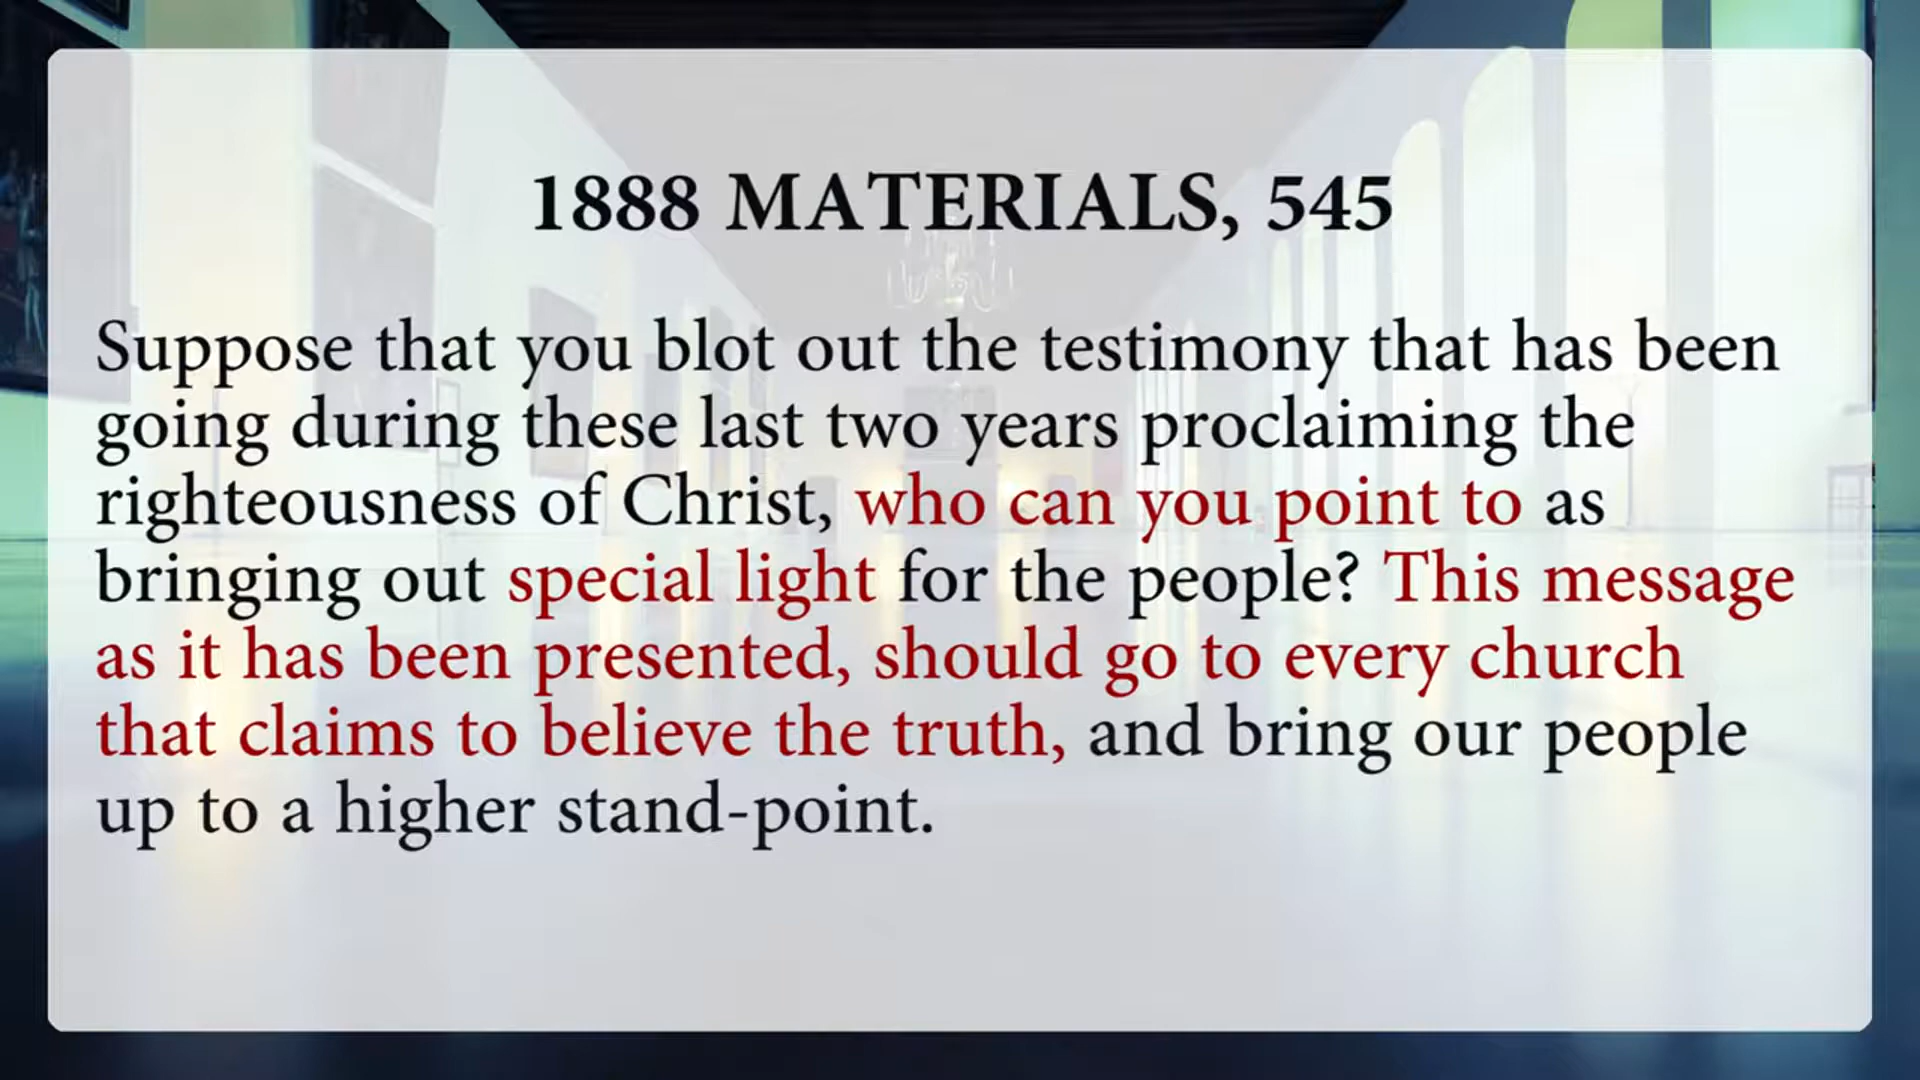 1888 MATERIALS, 545
Suppose that you blot out the testimony that has been
going during these last two years proclaiming the
righteousness of Christ, who can you point to as
bringing out special light for the people? This message
as it has been presented, should go to every church
that claims to believe the truth, and bring our people
up to a higher stand-point.